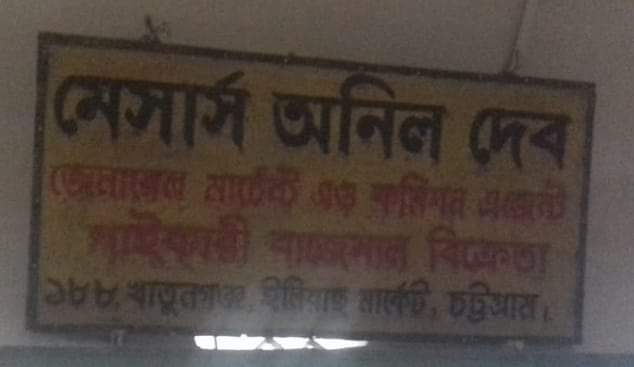 মেসার্স অনিল দেব
জেনারেল মার্চেন্ট এণ্ড কমিশন এজেন্ট
পাইকারী বিক্রেতা
১৮৮, খাতুনগঞ্জ, ইলিয়াছ মার্কেট, চট্টগ্রাম।